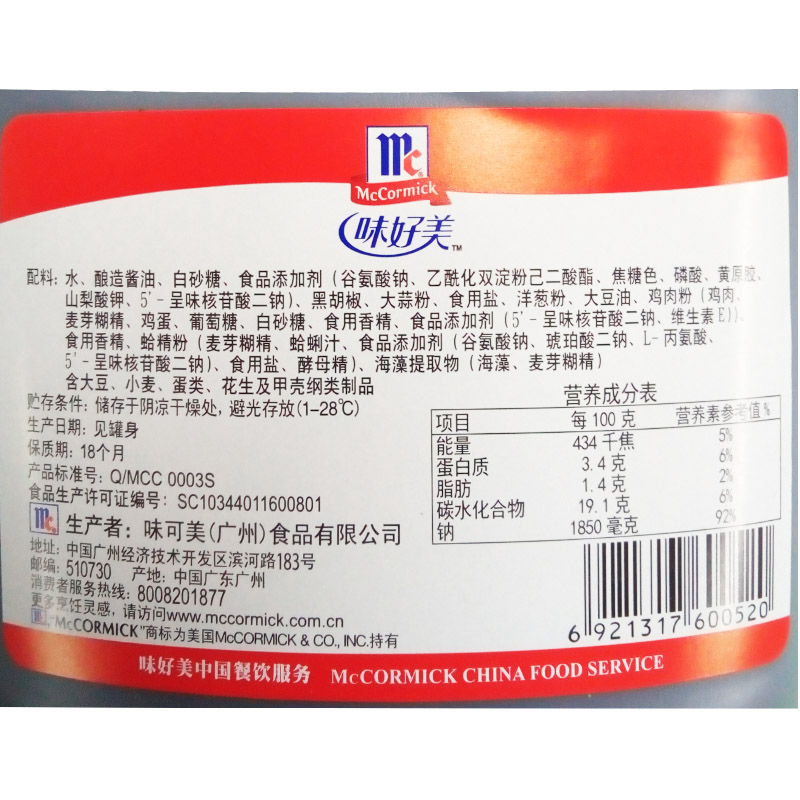 Mc
McCormick
味好美™
配料：水、酿造酱油、白砂糖、食品添加剂（谷氨酸钠、乙酰化双淀粉己二酸酯、焦糖色、磷酸、黄原胶、
山梨酸钾、5'-呈味核苷酸二钠）、黑胡椒、大蒜粉、食用盐、洋葱粉、大豆油、鸡肉粉（鸡肉、
麦芽糊精、鸡蛋、葡萄糖、白砂糖、食用香精、食品添加剂（5'-呈味核苷酸二钠、维生素E））、
食用香精、蛤精粉（麦芽糊精、蛤蜊汁、食品添加剂（谷氨酸钠、琥珀酸二钠、L-丙氨酸、
5'-呈味核苷酸二钠）、食用盐、酵母精）、海藻提取物（海藻、麦芽糊精）
含大豆、小麦、蛋类、花生及甲壳纲类制品
贮存条件：储存于阴凉干燥处，避光存放(1-28℃)
生产日期：见罐身
保质期：18个月
产品标准号：Q/MCC 0003S
食品生产许可证编号：SC10344011600801
Mc 生产者：味可美(广州)食品有限公司
地址：中国广州经济技术开发区滨河路183号
邮编：510730 产地：中国广东广州
消费者服务热线：8008201877
更多烹饪灵感，请访问www.mccormick.com.cn
Mc,"McCORMICK"商标为美国McCORMICK & CO., INC.持有
营养成分表
项目 每100克 营养素参考值%
能量 434千焦 5%
蛋白质 3.4克 6%
脂肪 1.4克 2%
碳水化合物 19.1克 6%
钠 1850毫克 92%
6 921317 600520
味好美中国餐饮服务 McCORMICK CHINA FOOD SERVICE